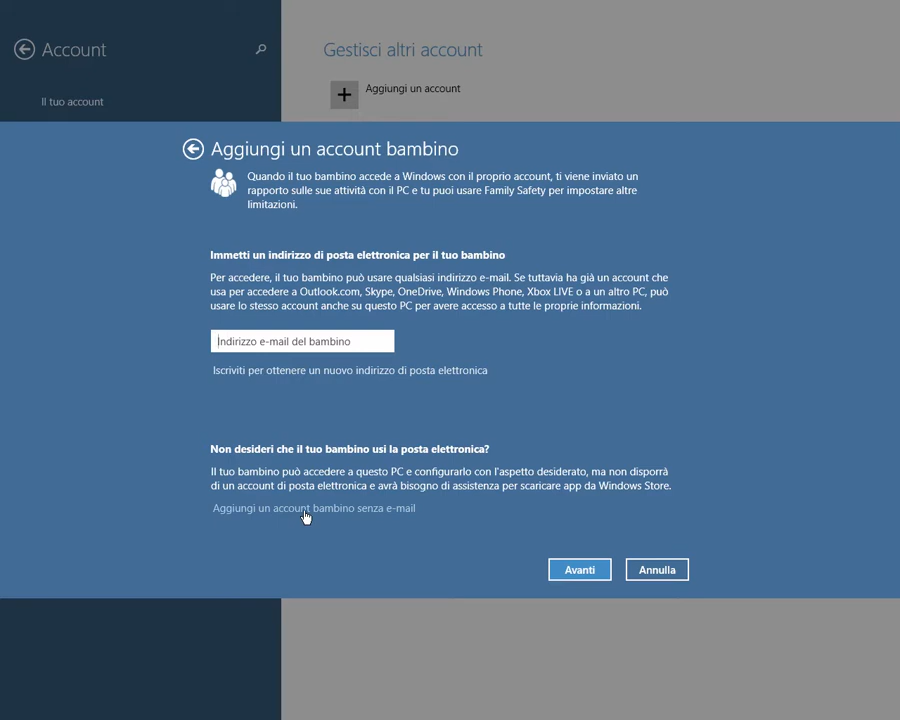 Account
Gestisci altri account
Aggiungi un account
Il tuo account
Aggiungi un account bambino
Quando il tuo bambino accede a Windows con il proprio account, ti viene inviato un
rapporto sulle sue attività con il PC e tu puoi usare Family Safety per impostare altre
limitazioni.
Immetti un indirizzo di posta elettronica per il tuo bambino
Per accedere, il tuo bambino può usare qualsiasi indirizzo e-mail. Se tuttavia ha già un account che
usa per accedere a Outlook.com, Skype, OneDrive, Windows Phone, Xbox LIVE o a un altro PC, può
usare lo stesso account anche su questo PC per avere accesso a tutte le proprie informazioni.
Indirizzo e-mail del bambino
Iscriviti per ottenere un nuovo indirizzo di posta elettronica
Non desideri che il tuo bambino usi la posta elettronica?
Il tuo bambino può accedere a questo PC e configurarlo con l'aspetto desiderato, ma non disporrà
di un account di posta elettronica e avrà bisogno di assistenza per scaricare app da Windows Store.
Aggiungi un account bambino senza e-mail
Avanti
Annulla